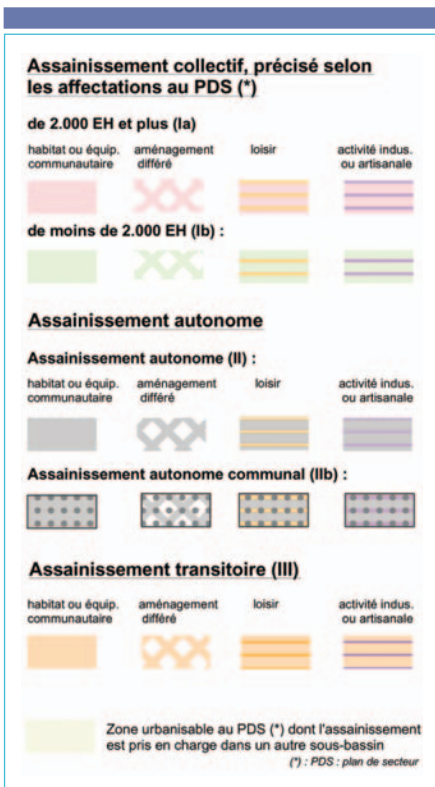 Assainissement collectif, précisé selon
les affectations au PDS (*)
de 2.000 EH et plus (Ia)
habitat ou équip. aménagement loisir activité indus.
communautaire différé ou artisanale
de moins de 2.000 EH (Ib) :
Assainissement autonome
Assainissement autonome (II) :
habitat ou équip. aménagement loisir activité indus.
communautaire différé ou artisanale
Assainissement autonome communal (IIb) :
Assainissement transitoire (III)
habitat ou équip. aménagement loisir activité indus.
communautaire différé ou artisanale
Zone urbanisable au PDS (*) dont l'assainissement
est pris en charge dans un autre sous-bassin
(*) : PDS : plan de secteur